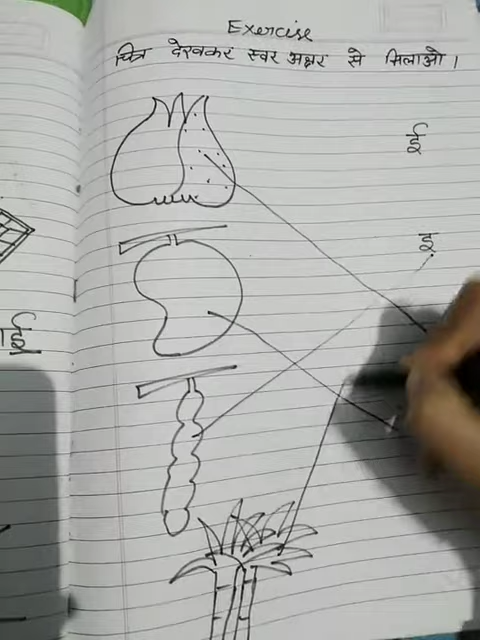 Exercise
चित्र देखकर स्वर अक्षर से मिलाओ।
ई
इ
ई